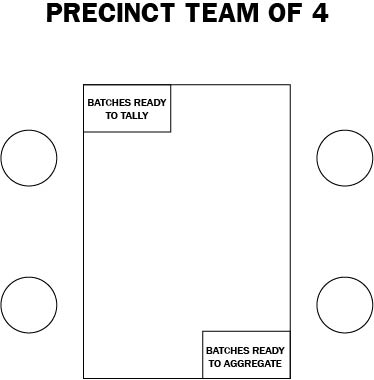 PRECINCT TEAM OF 4
BATCHES READY
TO TALLY
BATCHES READY
TO AGGREGATE